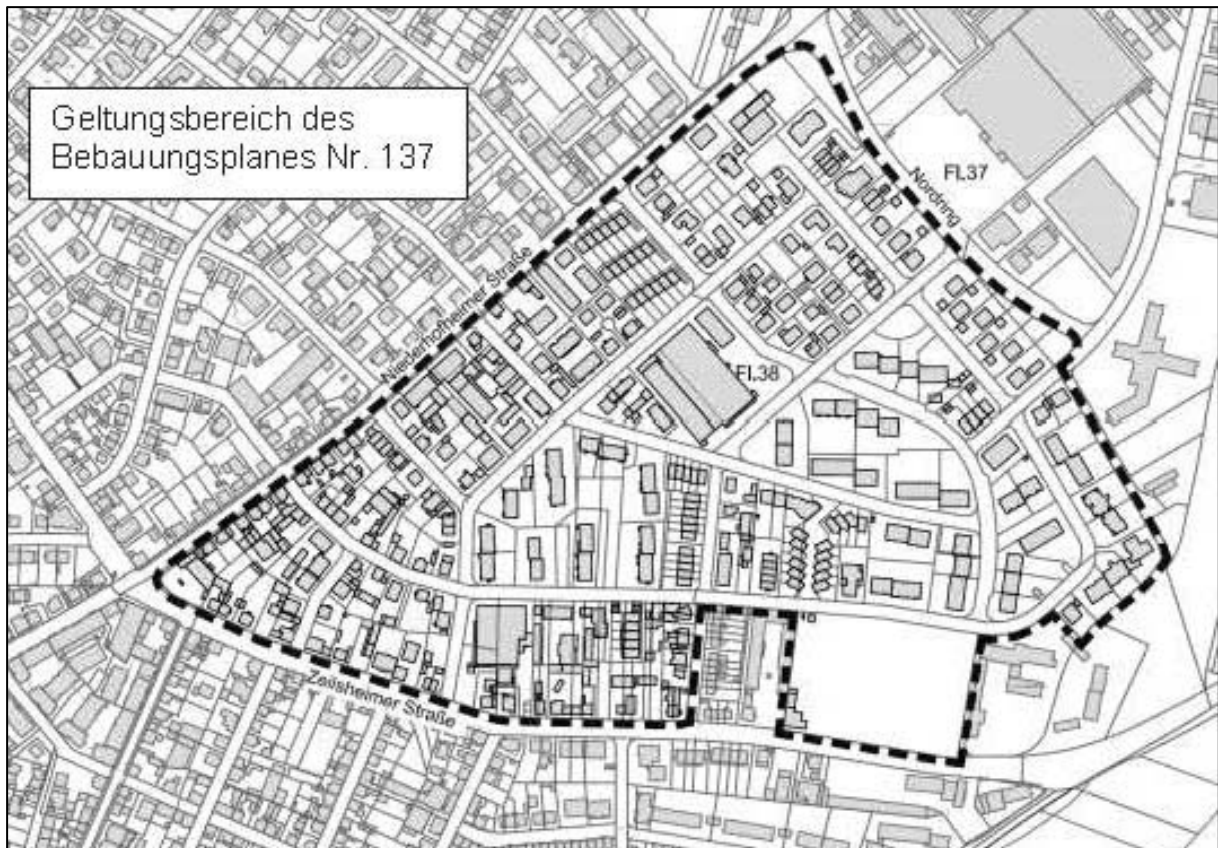 Geltungsbereich des
Bebauungsplanes Nr. 137
Fl.37
Nordring
Niederhofheimer Straße
Fl.38
Zeilsheimer Straße